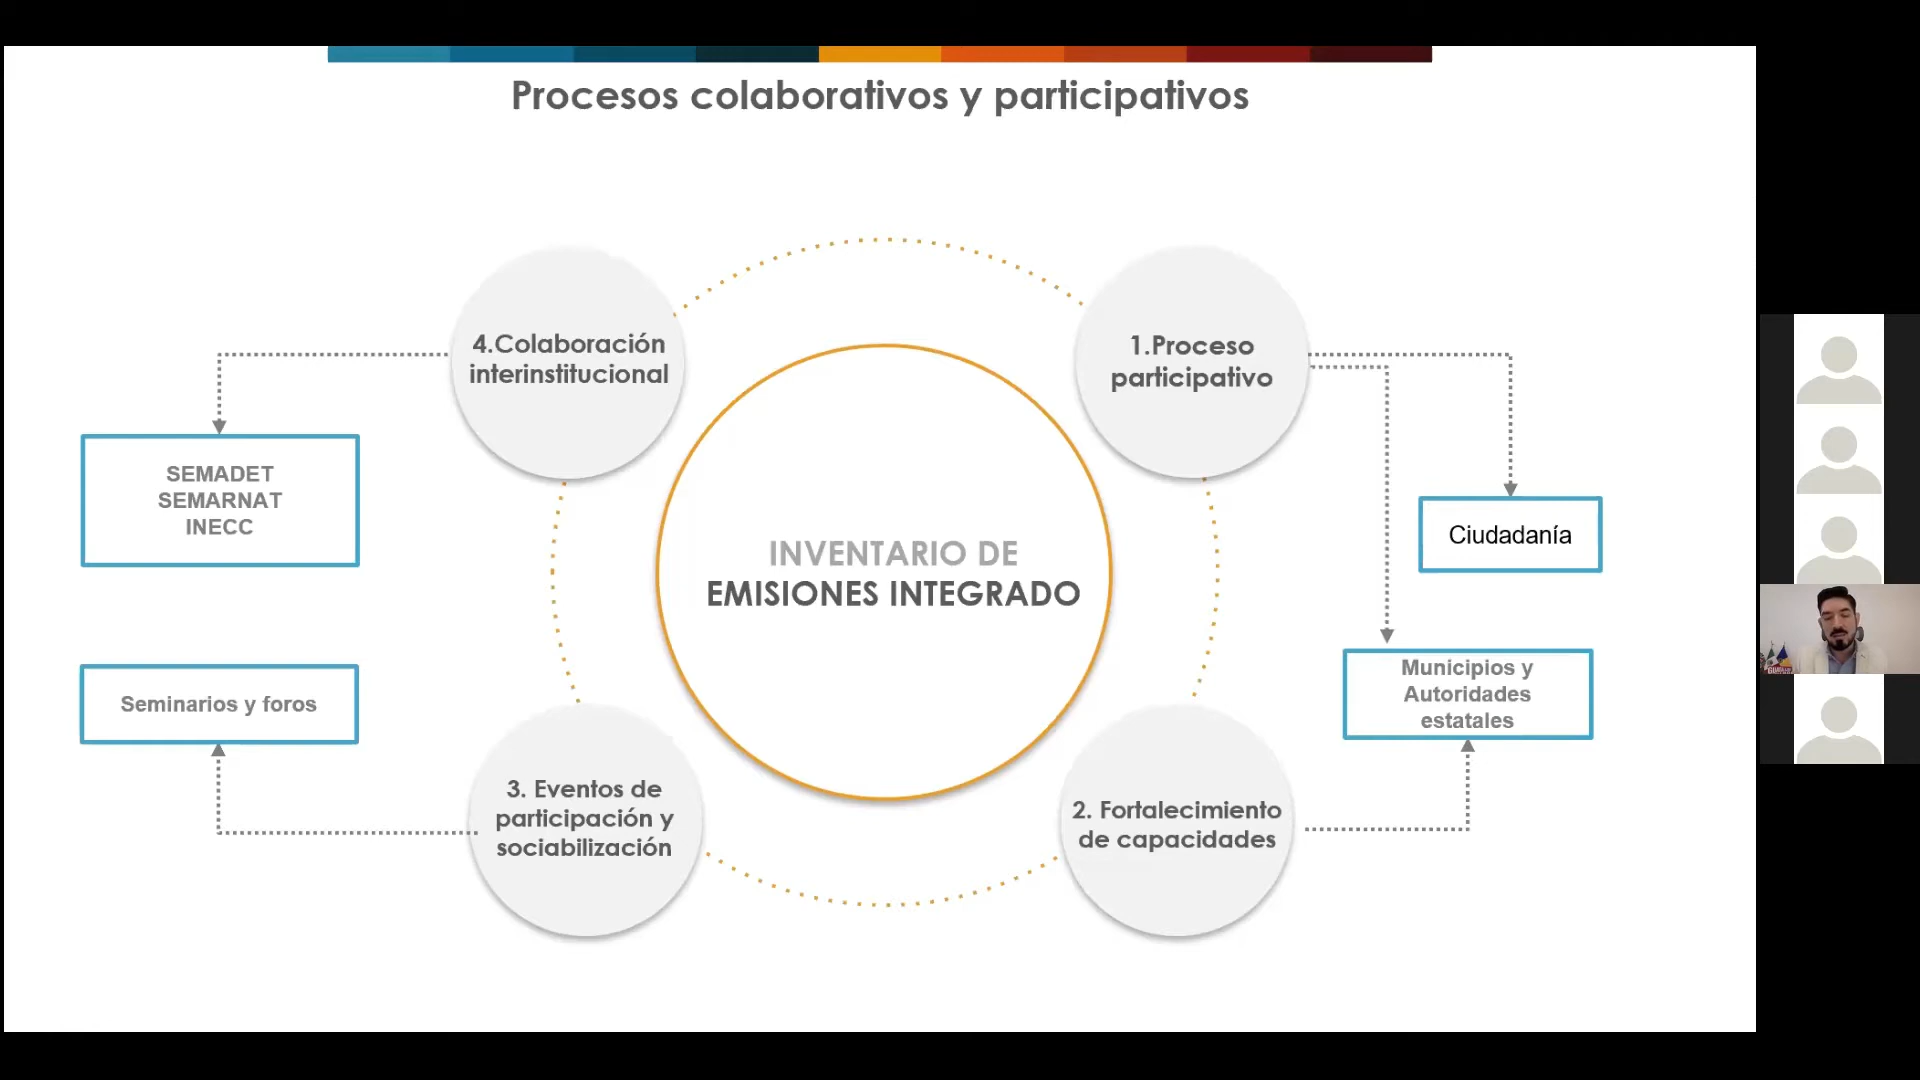 Procesos colaborativos y participativos
4.Colaboración
interinstitucional
1.Proceso
participativo
SEMADET
SEMARNAT
INECC
Ciudadanía
INVENTARIO DE
EMISIONES INTEGRADO
Seminarios y foros
Municipios y
Autoridades
estatales
3. Eventos de
participación y
sociabilización
2. Fortalecimiento
de capacidades